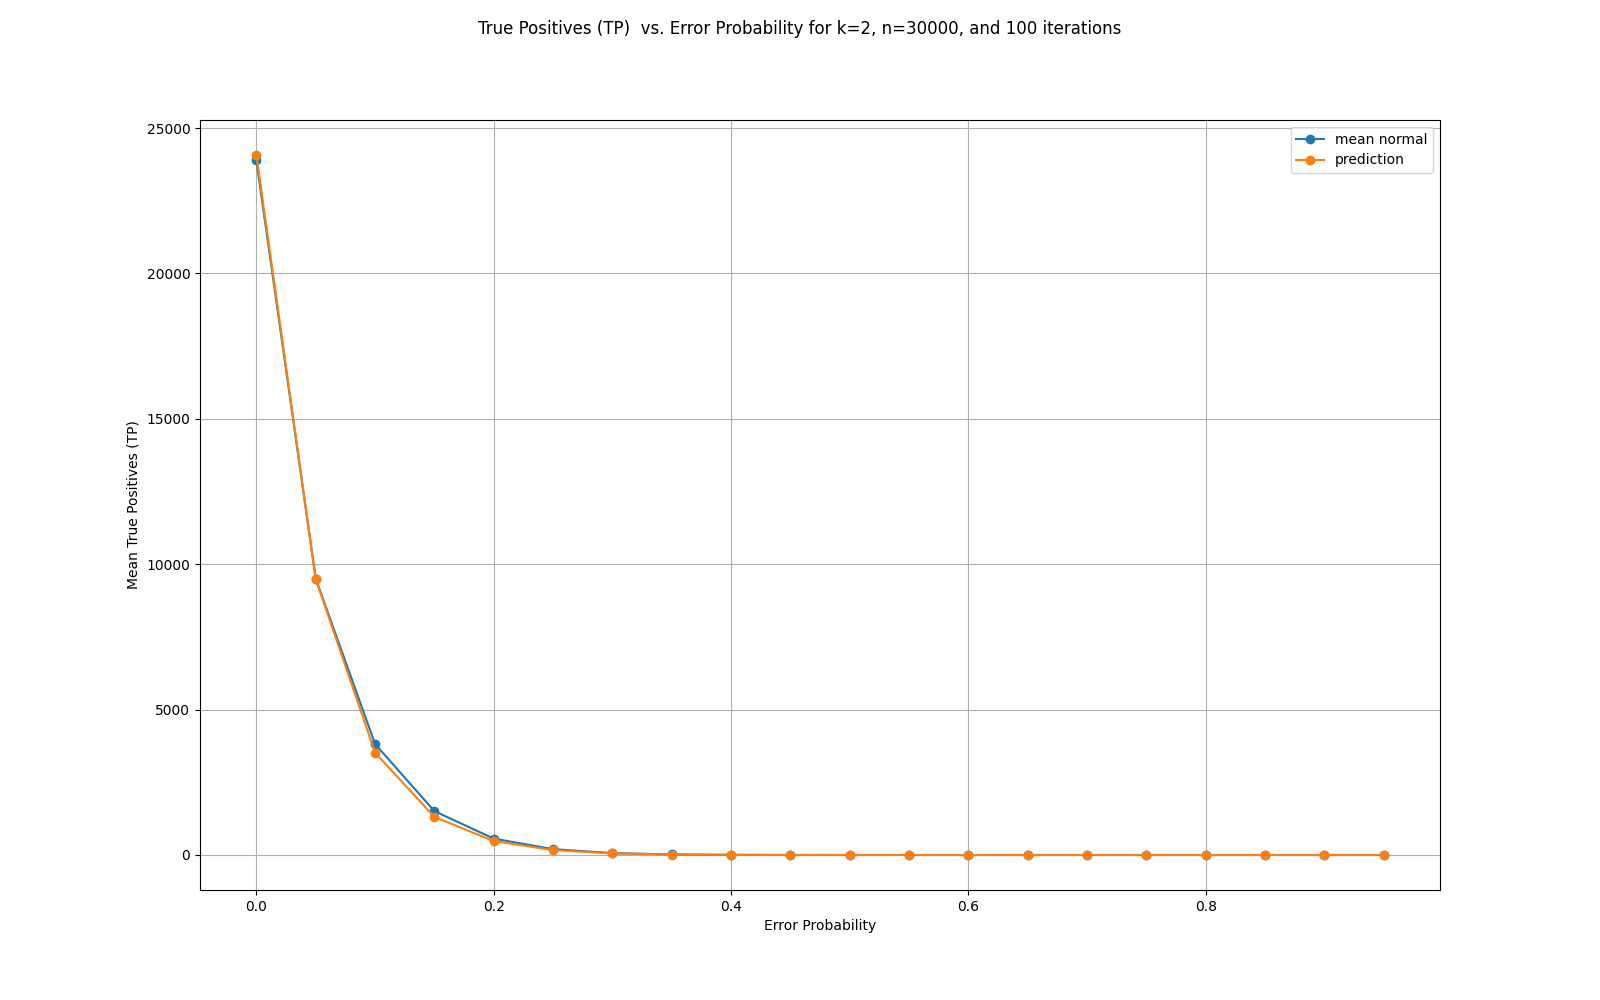 True Positives (TP)  vs. Error Probability for k=2, n=30000, and 100 iterations
mean normal
prediction
25000
20000
15000
10000
5000
0
Mean True Positives (TP)
0.0 0.2 0.4 0.6 0.8
Error Probability